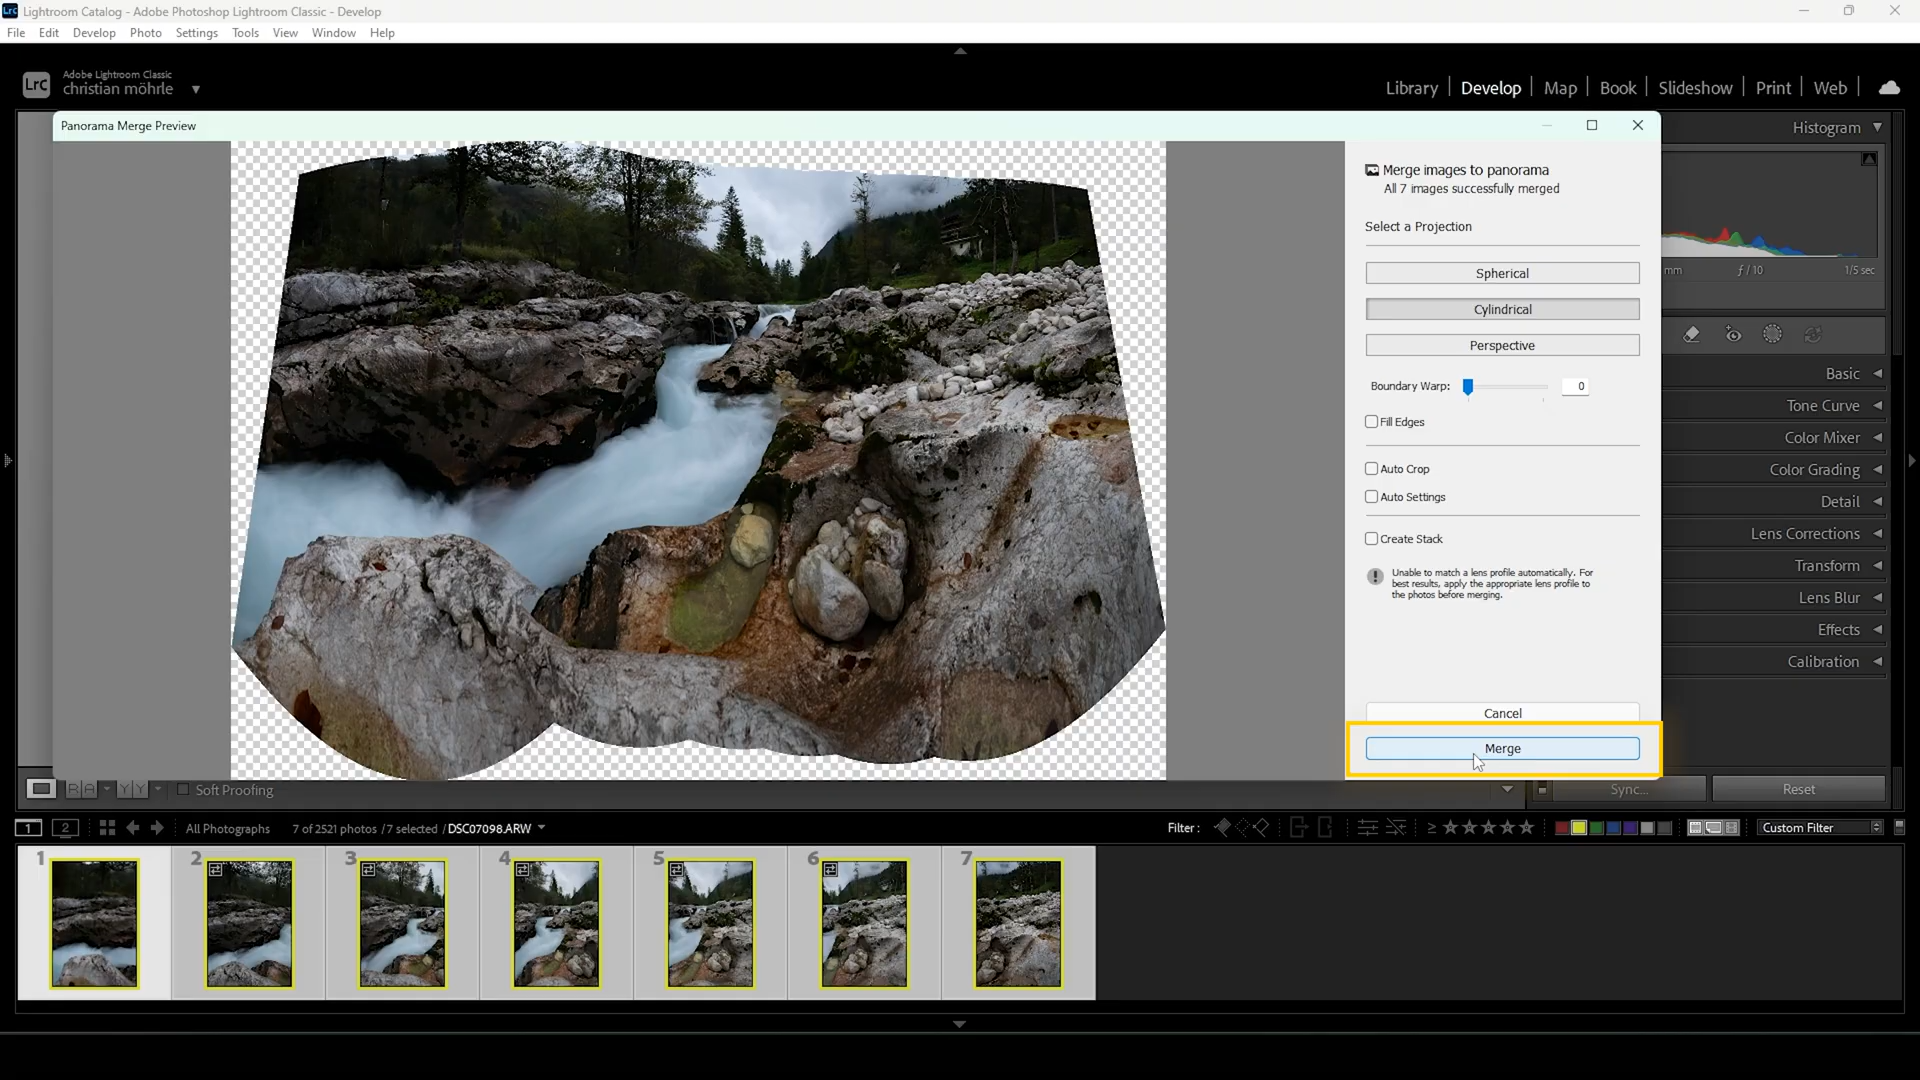 Lrc Lightroom Catalog - Adobe Photoshop Lightroom Classic - Develop
File Edit Develop Photo Settings Tools View Window Help
LrC Adobe Lightroom Classic
christian möhrle
Library Develop Map Book Slideshow Print Web
Panorama Merge Preview
Histogram
Merge images to panorama
All 7 images successfully merged
Select a Projection
Spherical
Cylindrical
Perspective
Boundary Warp: 0
Fill Edges
Auto Crop
Auto Settings
Create Stack
Unable to match a lens profile automatically. For
best results, apply the appropriate lens profile to
the photos before merging.
Cancel
Merge
mm ƒ / 10 1/5 sec
Basic
Tone Curve
Color Mixer
Color Grading
Detail
Lens Corrections
Transform
Lens Blur
Effects
Calibration
R A Y Y Soft Proofing
Sync... Reset
1 2 All Photographs 7 of 2521 photos / 7 selected / DSC07098.ARW Filter : ≥ Custom Filter
1 2 3 4 5 6 7